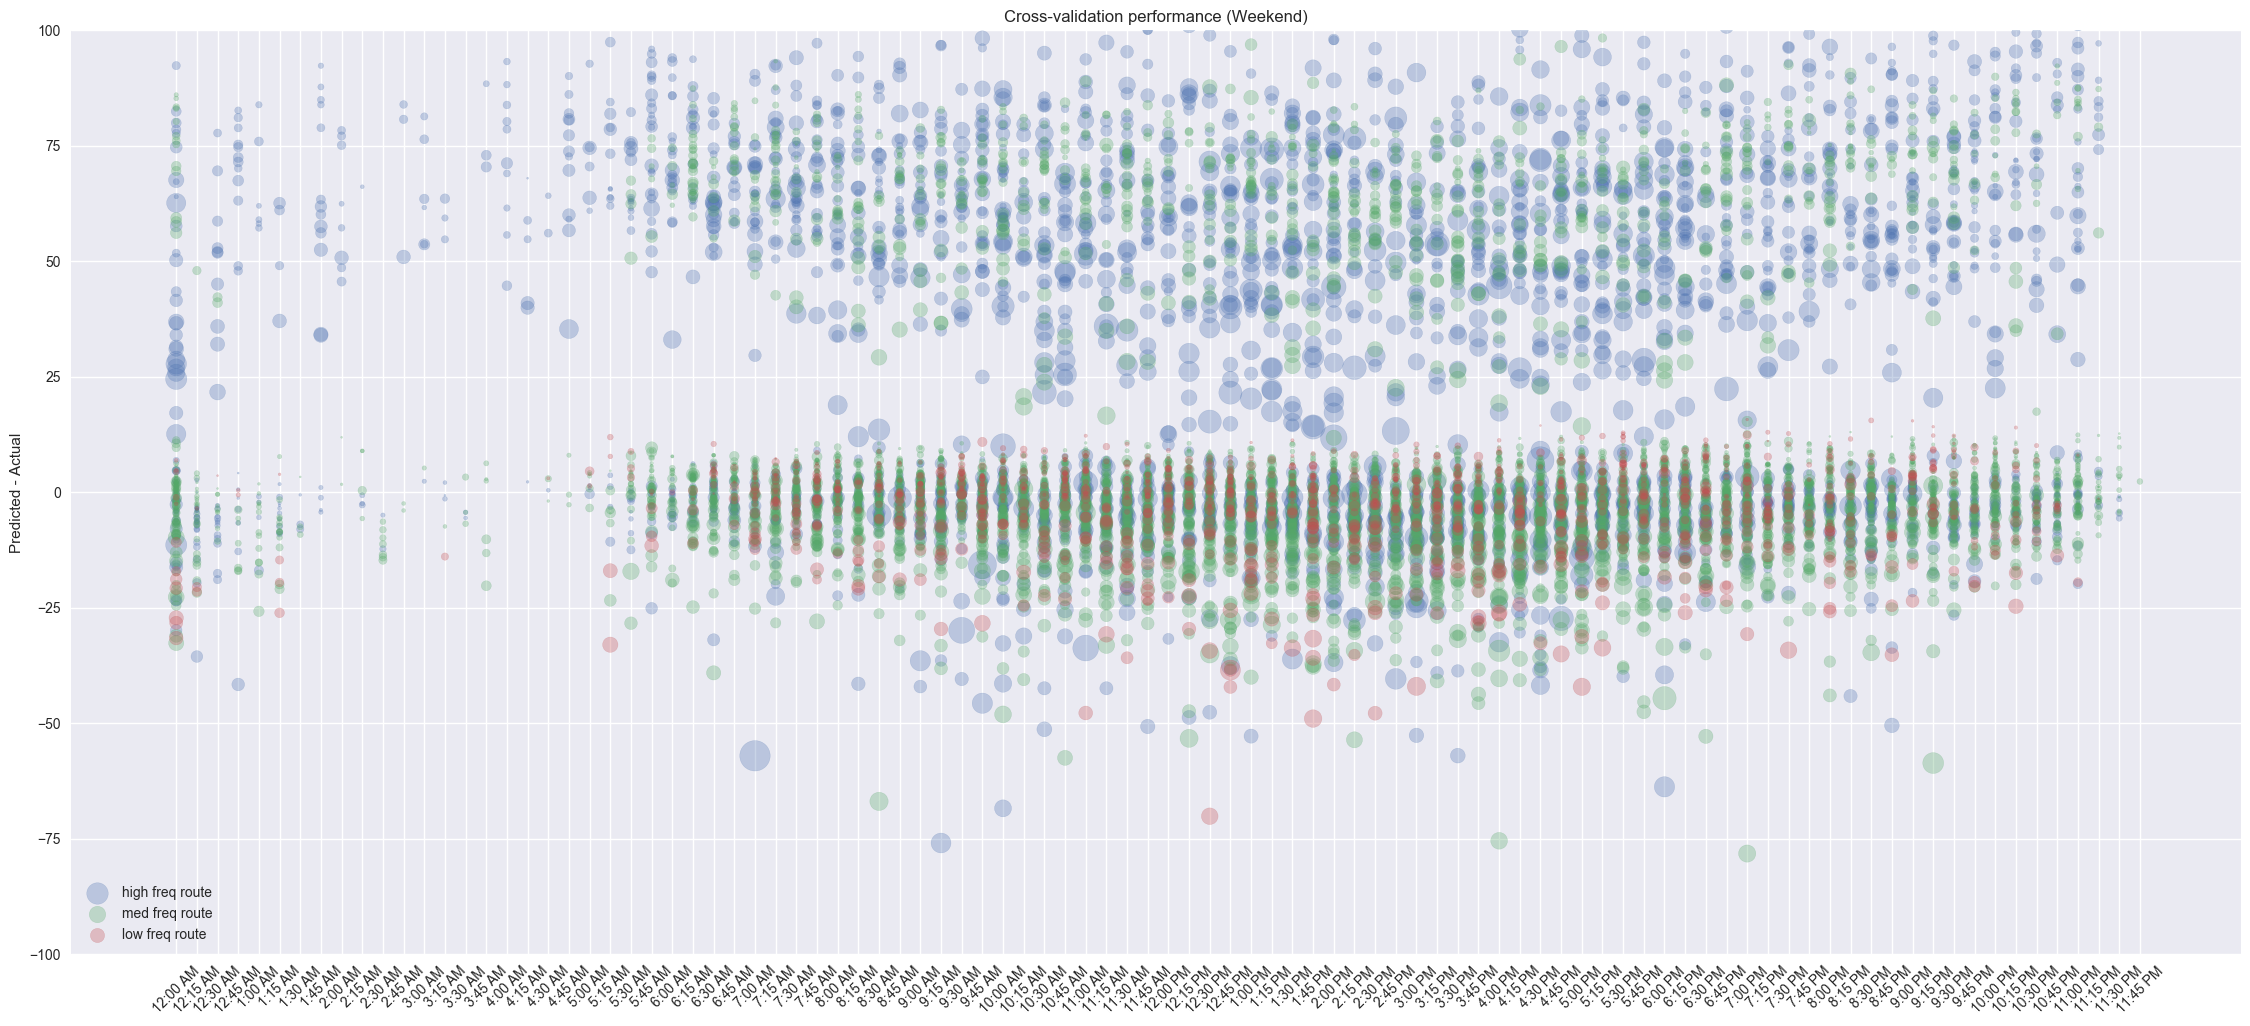 Cross-validation performance (Weekend)
Predicted - Actual
100
75
50
25
0
−25
−50
−75
−100
high freq route
med freq route
low freq route
12:00 AM
12:15 AM
12:30 AM
12:45 AM
1:00 AM
1:15 AM
1:30 AM
1:45 AM
2:00 AM
2:15 AM
2:30 AM
2:45 AM
3:00 AM
3:15 AM
3:30 AM
3:45 AM
4:00 AM
4:15 AM
4:30 AM
4:45 AM
5:00 AM
5:15 AM
5:30 AM
5:45 AM
6:00 AM
6:15 AM
6:30 AM
6:45 AM
7:00 AM
7:15 AM
7:30 AM
7:45 AM
8:00 AM
8:15 AM
8:30 AM
8:45 AM
9:00 AM
9:15 AM
9:30 AM
9:45 AM
10:00 AM
10:15 AM
10:30 AM
10:45 AM
11:00 AM
11:15 AM
11:30 AM
11:45 AM
12:00 PM
12:15 PM
12:30 PM
12:45 PM
1:00 PM
1:15 PM
1:30 PM
1:45 PM
2:00 PM
2:15 PM
2:30 PM
2:45 PM
3:00 PM
3:15 PM
3:30 PM
3:45 PM
4:00 PM
4:15 PM
4:30 PM
4:45 PM
5:00 PM
5:15 PM
5:30 PM
5:45 PM
6:00 PM
6:15 PM
6:30 PM
6:45 PM
7:00 PM
7:15 PM
7:30 PM
7:45 PM
8:00 PM
8:15 PM
8:30 PM
8:45 PM
9:00 PM
9:15 PM
9:30 PM
9:45 PM
10:00 PM
10:15 PM
10:30 PM
10:45 PM
11:00 PM
11:15 PM
11:30 PM
11:45 PM